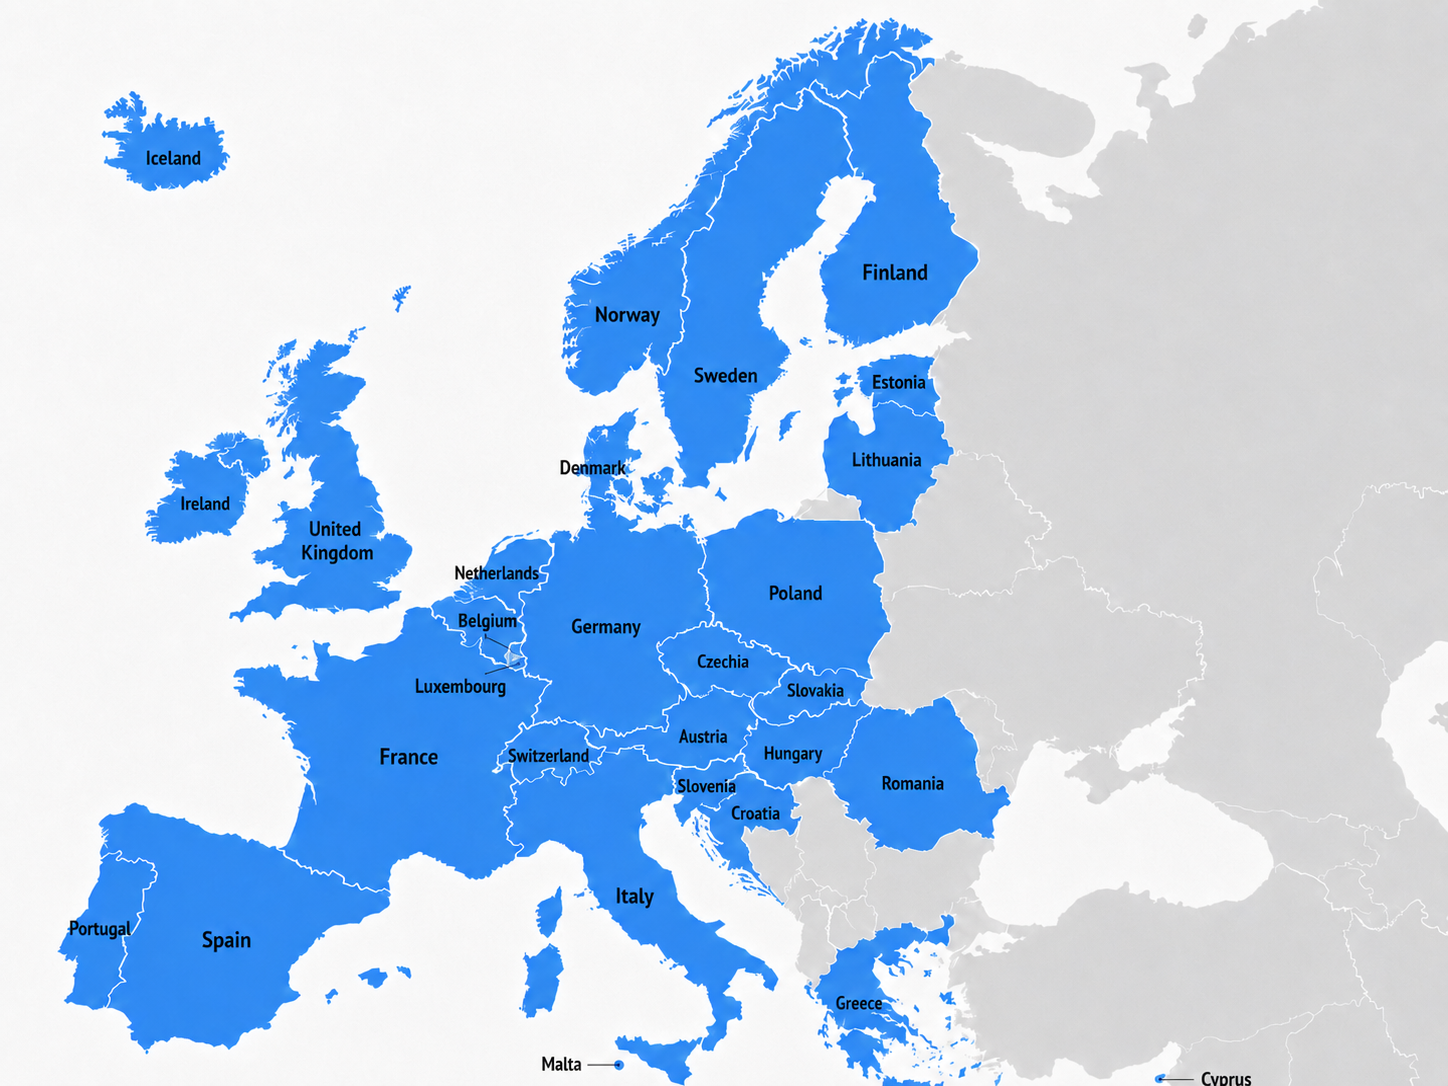 Iceland
Finland
Norway
Sweden
Estonia
Lithuania
Denmark
Ireland
United
Kingdom
Netherlands
Poland
Belgium
Germany
Czechia
Luxembourg
Slovakia
Austria
France
Switzerland
Hungary
Slovenia
Romania
Croatia
Italy
Portugal
Spain
Greece
Malta
Cyprus